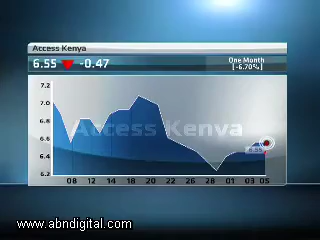 Access Kenya
6.55 -0.47
One Month
[-6.70%]
7.2
7.0
6.8
6.6
6.4
6.2
Access Kenya
6.55
08 12 14 18 20 22 26 28 01 03 05
www.abndigital.com